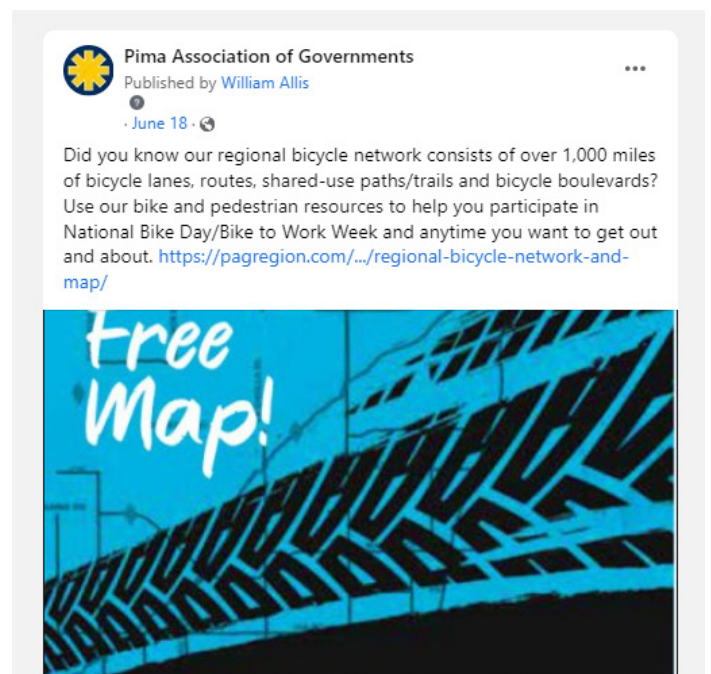 Pima Association of Governments
Published by William Allis
· June 18 ·
Did you know our regional bicycle network consists of over 1,000 miles
of bicycle lanes, routes, shared-use paths/trails and bicycle boulevards?
Use our bike and pedestrian resources to help you participate in
National Bike Day/Bike to Work Week and anytime you want to get out
and about. https://pagregion.com/.../regional-bicycle-network-and-
map/
Free
Map!